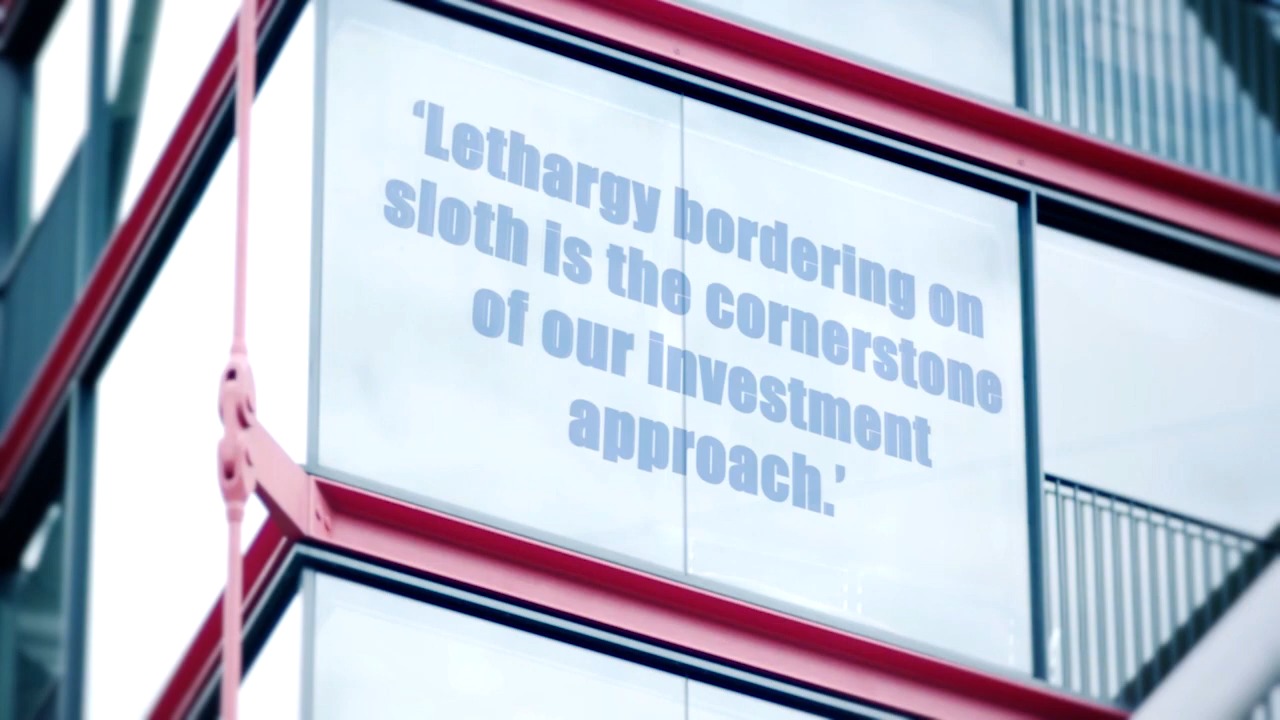 ‘Lethargy bordering on
sloth is the cornerstone
of our investment
approach.’